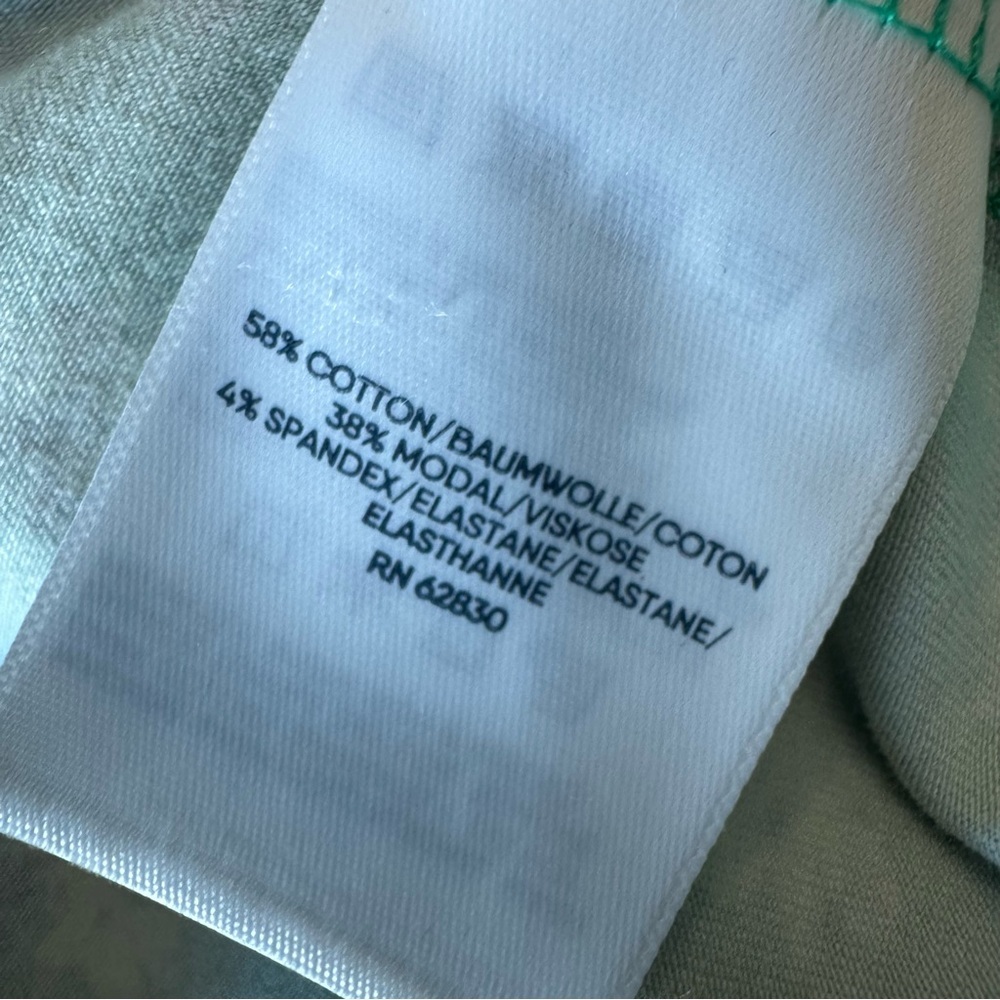 58% COTTON/BAUMWOLLE/COTON
38% MODAL/VISKOSE
4% SPANDEX/ELASTANE/ELASTANE/
ELASTHANNE
RN 62830